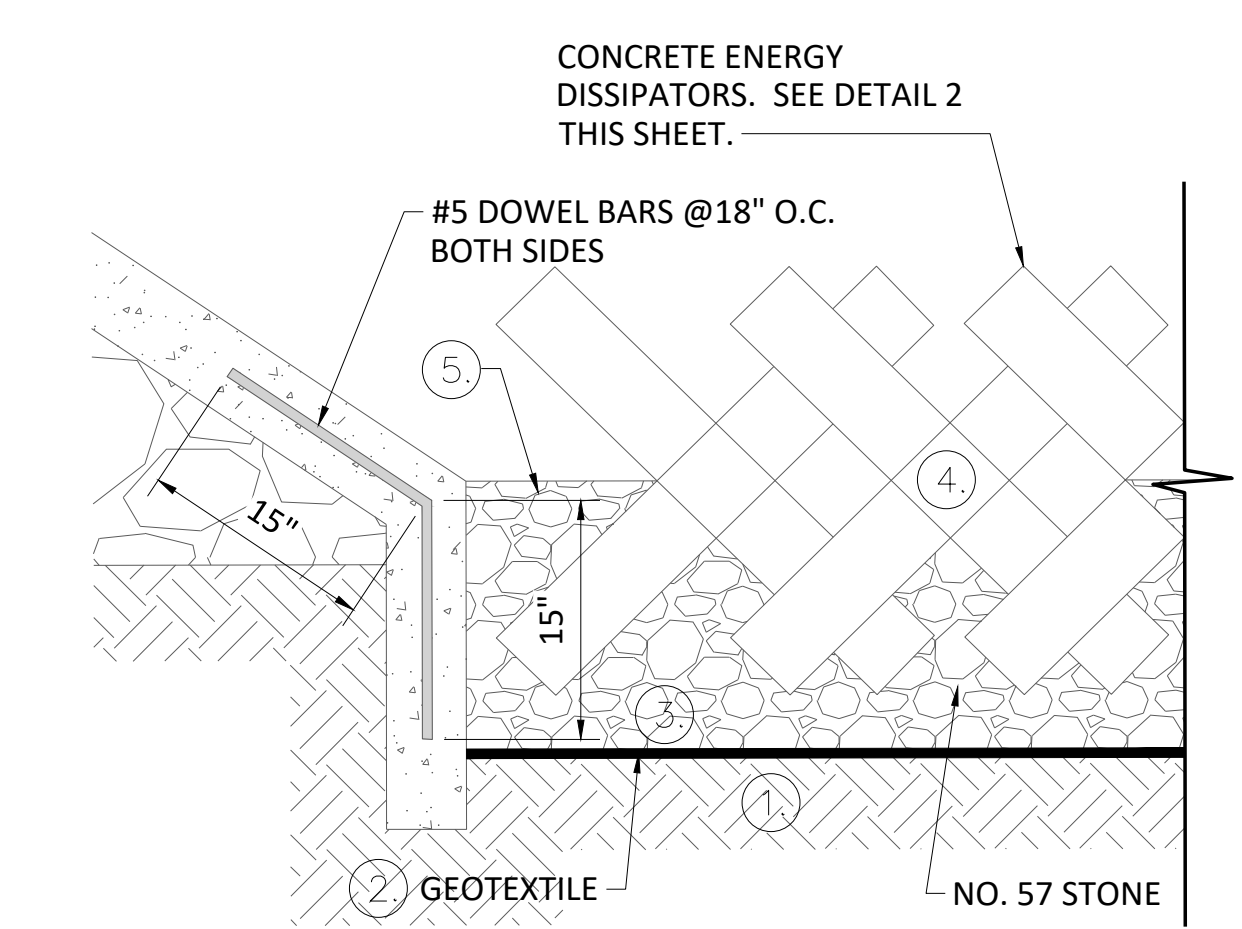 CONCRETE ENERGY
DISSIPATORS. SEE DETAIL 2
THIS SHEET.
#5 DOWEL BARS @18" O.C.
BOTH SIDES
5.
4.
15"
15"
3.
1.
2. GEOTEXTILE
NO. 57 STONE